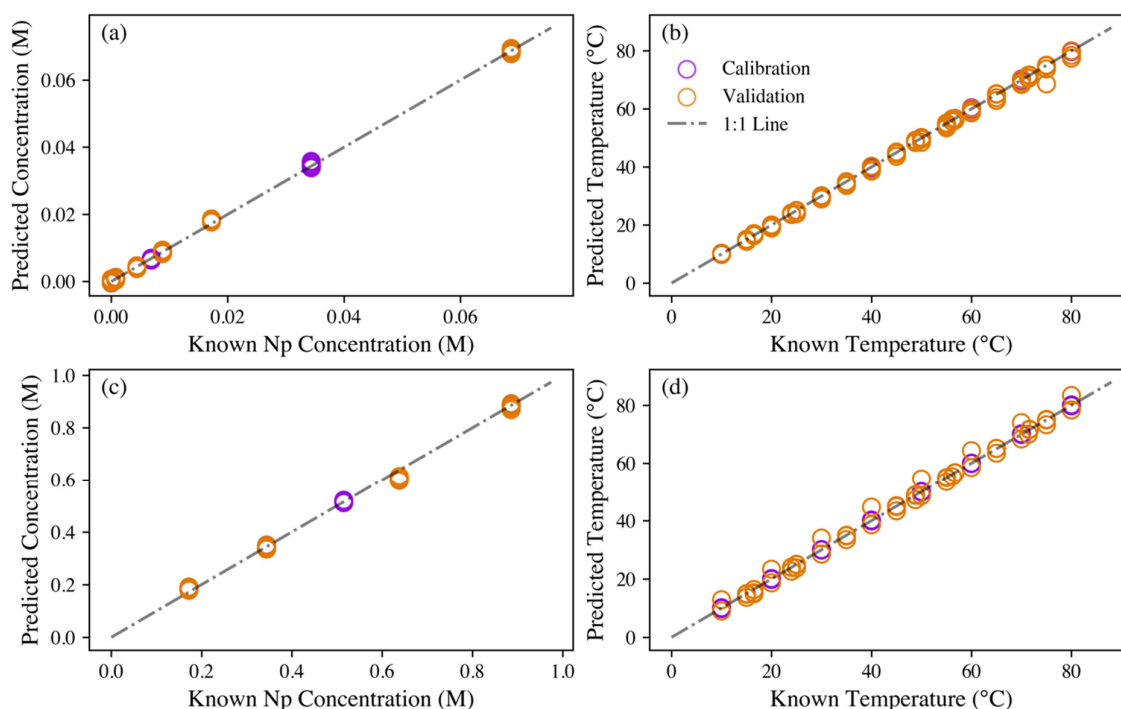 (a)
Predicted Concentration (M)
0.06
0.04
0.02
0.00
0.00 0.02 0.04 0.06
Known Np Concentration (M)
(b)
Calibration
Validation
1:1 Line
Predicted Temperature (°C)
80
60
40
20
0
0 20 40 60 80
Known Temperature (°C)
(c)
Predicted Concentration (M)
1.0
0.8
0.6
0.4
0.2
0.0
0.0 0.2 0.4 0.6 0.8 1.0
Known Np Concentration (M)
(d)
Predicted Temperature (°C)
80
60
40
20
0
0 20 40 60 80
Known Temperature (°C)